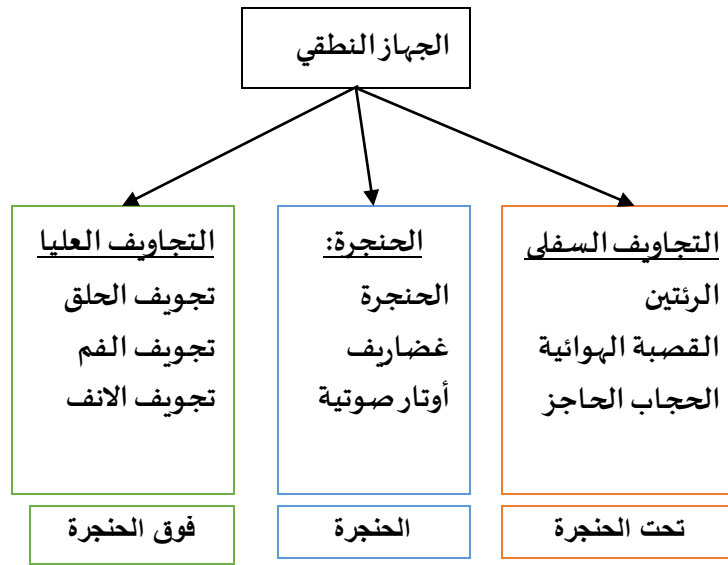 الجهاز النطقي
التجاويف السفلى
الرئتين
القصبة الهوائية
الحجاب الحاجز
تحت الحنجرة
الحنجرة:
الحنجرة
غضاريف
أوتار صوتية
الحنجرة
التجاويف العليا
تجويف الحلق
تجويف الفم
تجويف الانف
فوق الحنجرة